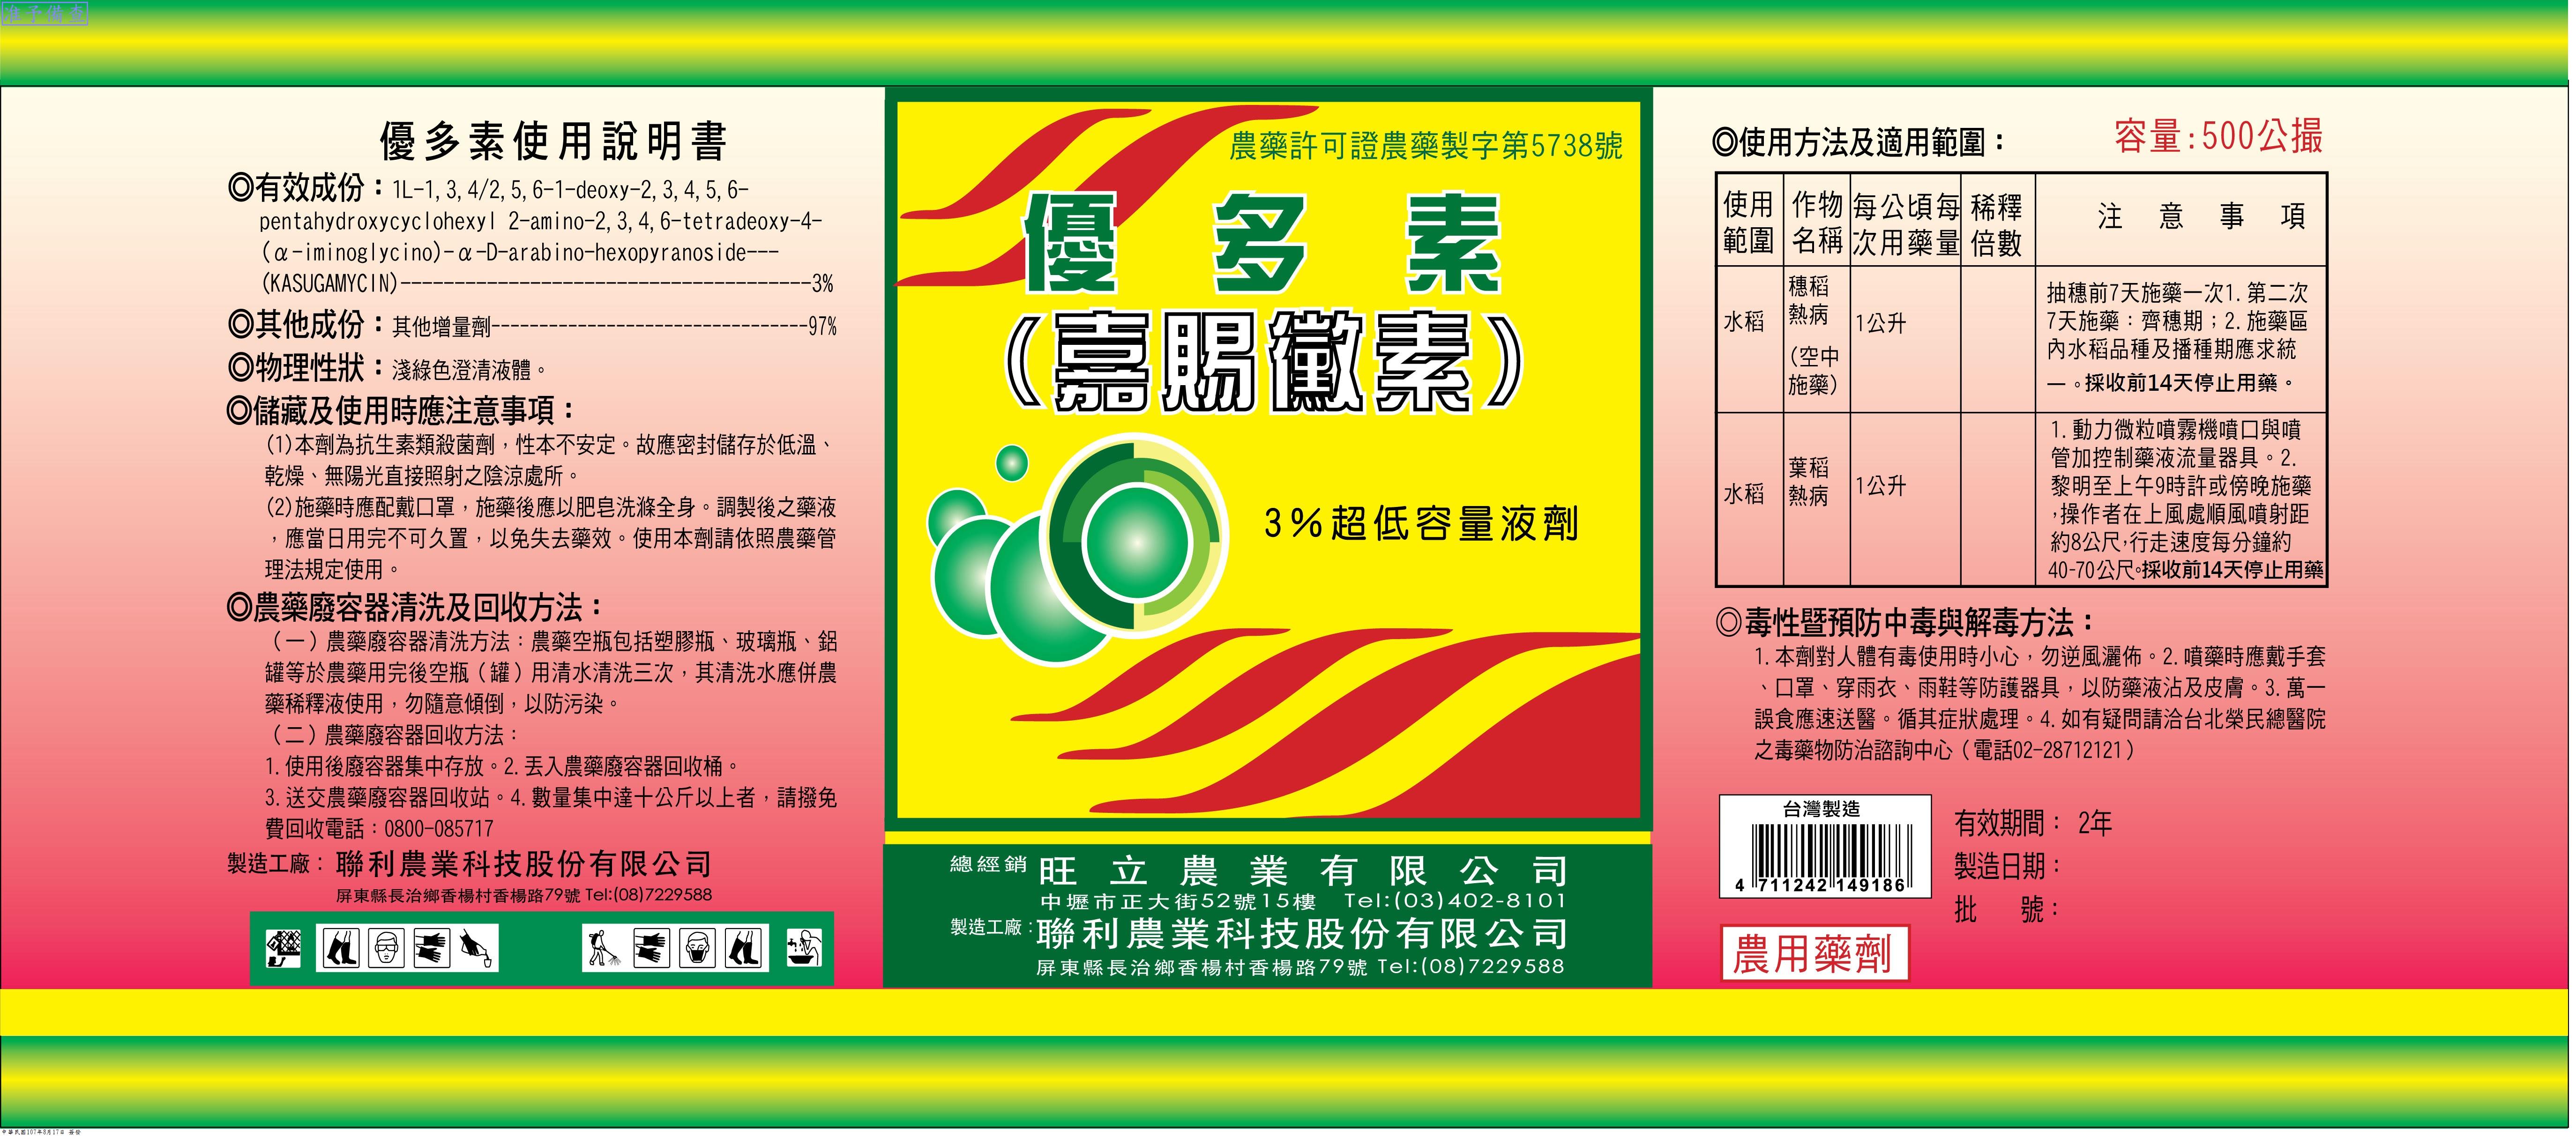 准予備查
優多素使用說明書
◎有效成份：1L-1,3,4/2,5,6-1-deoxy-2,3,4,5,6-
pentahydroxycyclohexyl 2-amino-2,3,4,6-tetradeoxy-4-
(α-iminoglycino)-α-D-arabino-hexopyranoside---
(KASUGAMYCIN)--------------------------------------3%
◎其他成份：其他增量劑---------------------------------97%
◎物理性狀：淺綠色澄清液體。
◎儲藏及使用時應注意事項：
(1)本劑為抗生素類殺菌劑，性本不安定。故應密封儲存於低溫、
乾燥、無陽光直接照射之陰涼處所。
(2)施藥時應配戴口罩，施藥後應以肥皂洗滌全身。調製後之藥液
，應當日用完不可久置，以免失去藥效。使用本劑請依照農藥管
理法規定使用。
◎農藥廢容器清洗及回收方法：
（一）農藥廢容器清洗方法：農藥空瓶包括塑膠瓶、玻璃瓶、鋁
罐等於農藥用完後空瓶（罐）用清水清洗三次，其清洗水應併農
藥稀釋液使用，勿隨意傾倒，以防污染。
（二）農藥廢容器回收方法：
1.使用後廢容器集中存放。2.丟入農藥廢容器回收桶。
3.送交農藥廢容器回收站。4.數量集中達十公斤以上者，請撥免
費回收電話：0800-085717
製造工廠：聯利農業科技股份有限公司
屏東縣長治鄉香楊村香楊路79號 Tel:(08)7229588
農藥許可證農藥製字第5738號
優多素
（嘉賜黴素）
3%超低容量液劑
總經銷 旺立農業有限公司
中壢市正大街52號15樓 Tel:(03)402-8101
製造工廠：聯利農業科技股份有限公司
屏東縣長治鄉香楊村香楊路79號 Tel:(08)7229588
◎使用方法及適用範圍：
容量:500公撮
使用範圍 作物名稱 每公頃每次用藥量 稀釋倍數 注意事項
水稻
穗稻
熱病
(空中
施藥)
1公升
抽穗前7天施藥一次1.第二次
7天施藥：齊穗期；2.施藥區
內水稻品種及播種期應求統
一。採收前14天停止用藥。
水稻
葉稻
熱病
1公升
1.動力微粒噴霧機噴口與噴
管加控制藥液流量器具。2.
黎明至上午9時許或傍晚施藥
,操作者在上風處順風噴射距
約8公尺,行走速度每分鐘約
40-70公尺。採收前14天停止用藥
◎毒性暨預防中毒與解毒方法：
1.本劑對人體有毒使用時小心，勿逆風灑佈。2.噴藥時應戴手套
、口罩、穿雨衣、雨鞋等防護器具，以防藥液沾及皮膚。3.萬一
誤食應速送醫。循其症狀處理。4.如有疑問請洽台北榮民總醫院
之毒藥物防治諮詢中心（電話02-28712121）
台灣製造
4 711242 149186
有效期間：2年
製造日期：
批號：
農用藥劑